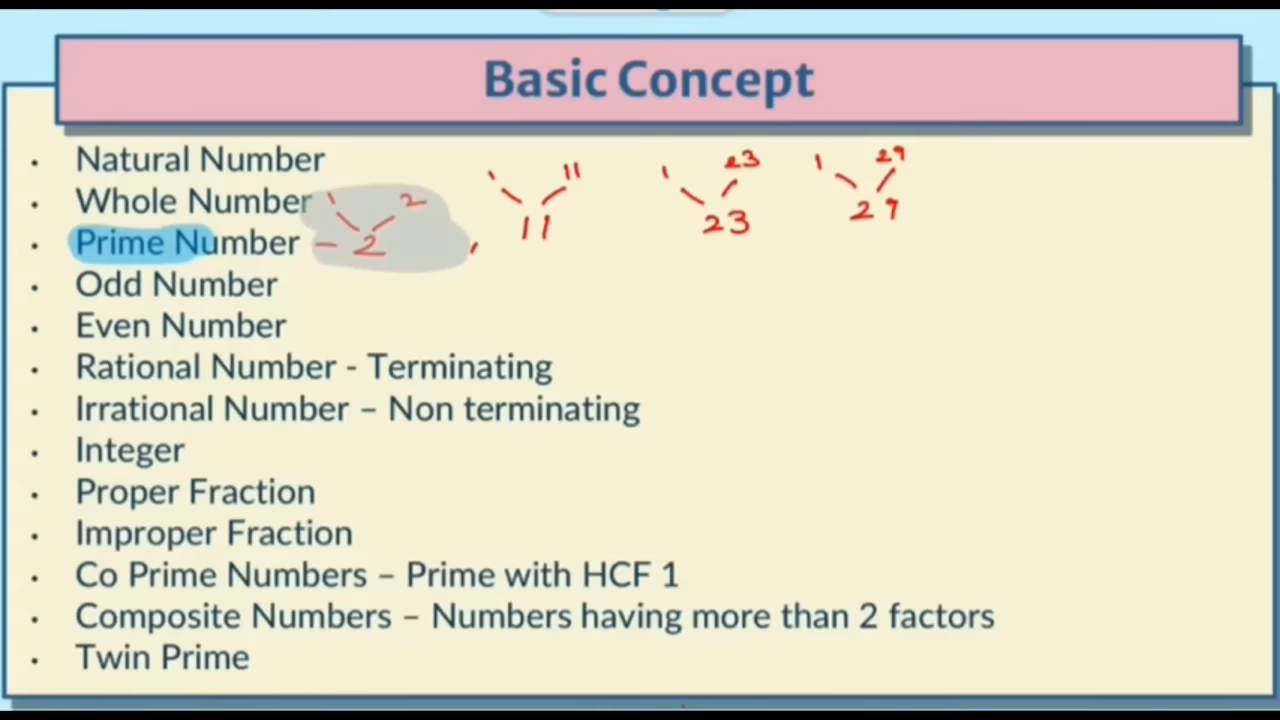 Basic Concept
· Natural Number
· Whole Number
· Prime Number – 2 , 11 23 29
1 2 1 11 1 23 1 29
· Odd Number
· Even Number
· Rational Number - Terminating
· Irrational Number – Non terminating
· Integer
· Proper Fraction
· Improper Fraction
· Co Prime Numbers – Prime with HCF 1
· Composite Numbers – Numbers having more than 2 factors
· Twin Prime